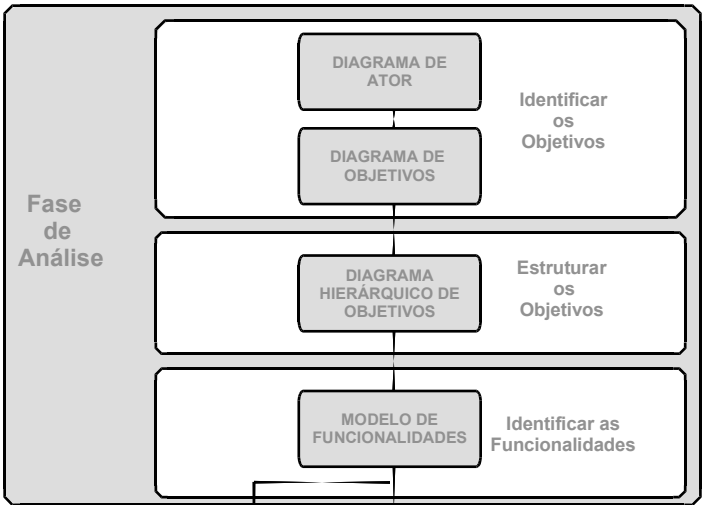 Fase
de
Análise
DIAGRAMA DE
ATOR
DIAGRAMA DE
OBJETIVOS
Identificar
os
Objetivos
DIAGRAMA
HIERÁRQUICO DE
OBJETIVOS
Estruturar
os
Objetivos
MODELO DE
FUNCIONALIDADES
Identificar as
Funcionalidades